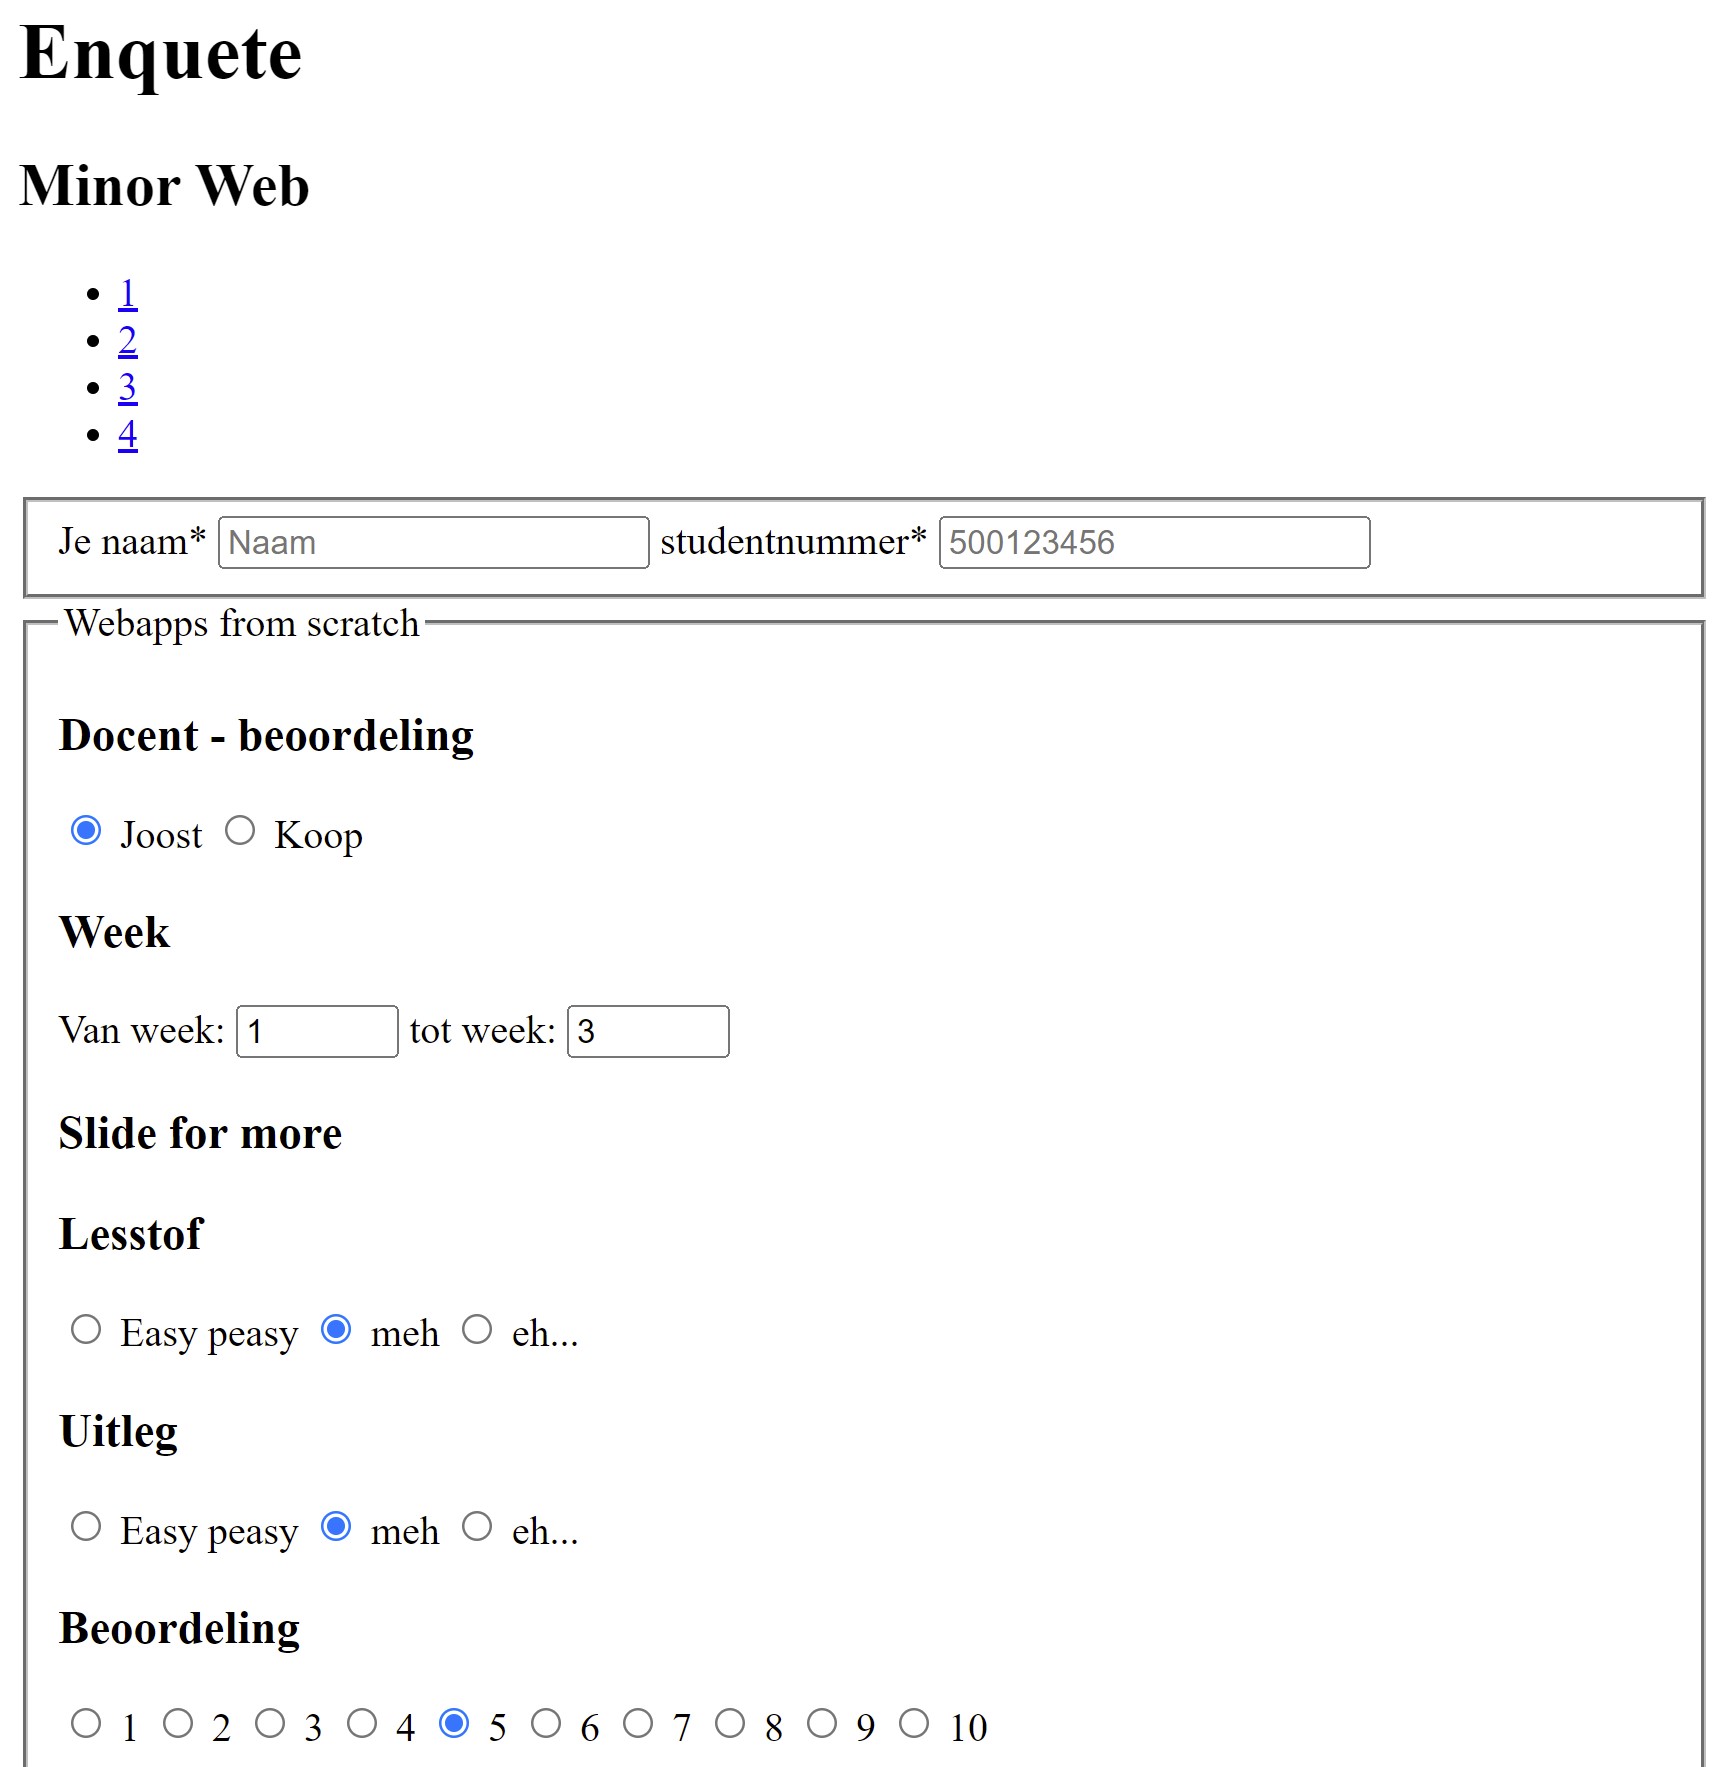 Enquete
Minor Web
1
2
3
4
Je naam* Naam studentnummer* 500123456
Webapps from scratch
Docent - beoordeling
Joost Koop
Week
Van week: 1 tot week: 3
Slide for more
Lesstof
Easy peasy meh eh...
Uitleg
Easy peasy meh eh...
Beoordeling
1 2 3 4 5 6 7 8 9 10